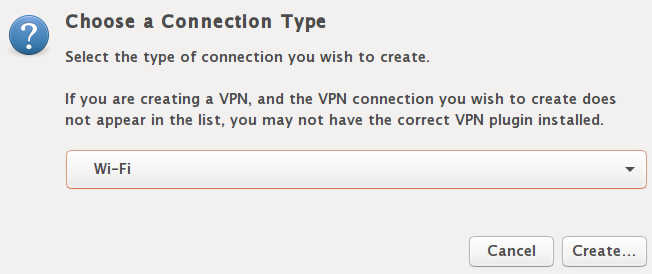 Choose a Connection Type
Select the type of connection you wish to create.
If you are creating a VPN, and the VPN connection you wish to create does
not appear in the list, you may not have the correct VPN plugin installed.
Wi-Fi
Cancel
Create...